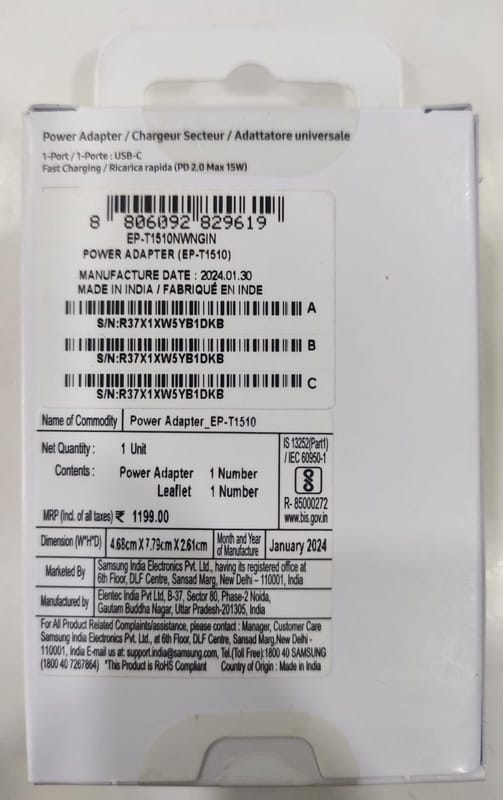 Power Adapter / Chargeur Secteur / Adattatore universale
1-Port / 1-Porte : USB-C
Fast Charging / Ricarica rapida (PD 2.0 Max 15W)
8 806092 829619
EP-T1510NWNGIN
POWER ADAPTER (EP-T1510)
MANUFACTURE DATE : 2024.01.30
MADE IN INDIA / FABRIQUÉ EN INDE
A
S/N:R37X1XW5YB1DKB
B
S/N:R37X1XW5YB1DKB
C
S/N:R37X1XW5YB1DKB
Name of Commodity Power Adapter_EP-T1510
Net Quantity : 1 Unit
Contents : Power Adapter 1 Number
Leaflet 1 Number
MRP (Incl. of all taxes) ₹ 1199.00
IS 13252(Part1)
/ IEC 60950-1
R- 85000272
www.bis.gov.in
Dimension (W*H*D) 4.68cm X 7.79cm X 2.61cm Month and Year of Manufacture January 2024
Marketed By Samsung India Electronics Pvt. Ltd., having its registered office at
6th Floor, DLF Centre, Sansad Marg, New Delhi – 110001, India
Manufactured by Elentec India Pvt Ltd, B-37, Sector 80, Phase-2 Noida,
Gautam Buddha Nagar, Uttar Pradesh-201305, India
For All Product Related Complaints/assistance, please contact : Manager, Customer Care
Samsung India Electronics Pvt. Ltd., at 6th Floor, DLF Centre, Sansad Marg,New Delhi -
110001, India E-mail us at: support.india@samsung.com, Tel.(Toll Free):1800 40 SAMSUNG
(1800 40 7267864) *This Product is RoHS Compliant Country of Origin : Made in India